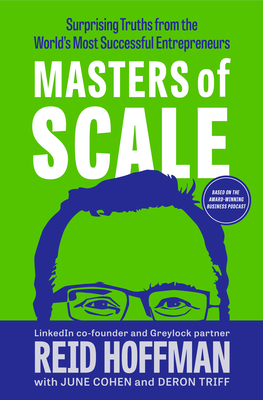 Surprising Truths from the
World's Most Successful Entrepreneurs
MASTERS of
SCALE
BASED ON THE
AWARD-WINNING
BUSINESS PODCAST
LinkedIn co-founder and Greylock partner
REID HOFFMAN
with JUNE COHEN and DERON TRIFF